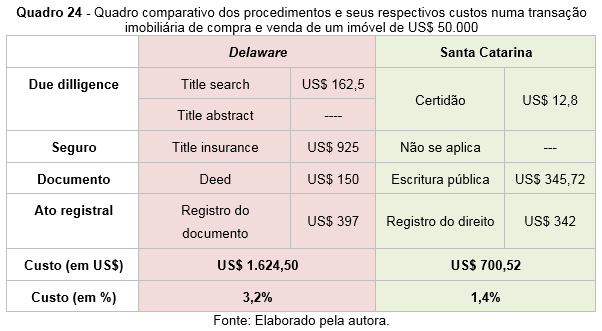 Quadro 24 - Quadro comparativo dos procedimentos e seus respectivos custos numa transação
imobiliária de compra e venda de um imóvel de US$ 50.000
Delaware Santa Catarina
Due dilligence Title search US$ 162,5 Certidão US$ 12,8
Title abstract ----
Seguro Title insurance US$ 925 Não se aplica ---
Documento Deed US$ 150 Escritura pública US$ 345,72
Ato registral Registro do
documento US$ 397 Registro do direito US$ 342
Custo (em US$) US$ 1.624,50 US$ 700,52
Custo (em %) 3,2% 1,4%
Fonte: Elaborado pela autora.